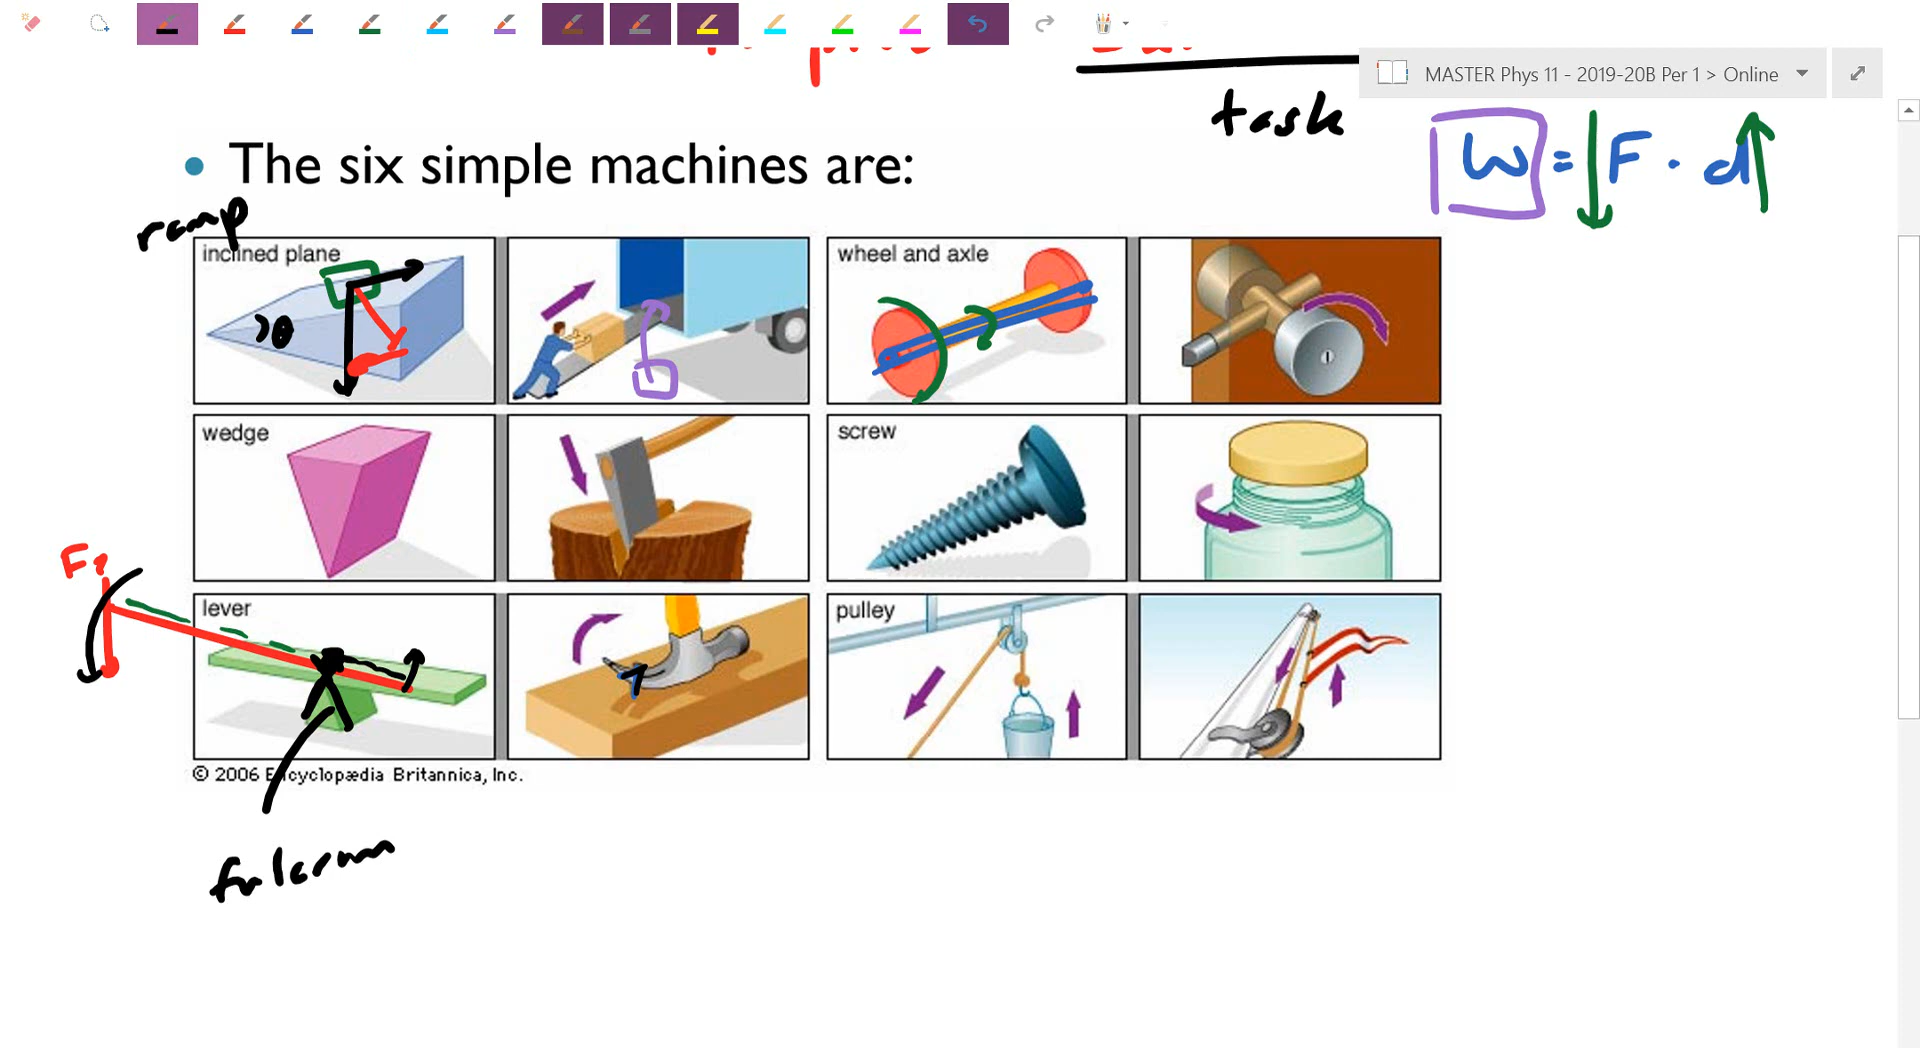 MASTER Phys 11 - 2019-20B Per 1 > Online
task
W = F · d
• The six simple machines are:
ramp
inclined plane
θ
wheel and axle
wedge
screw
F?
lever
pulley
© 2006 Encyclopædia Britannica, Inc.
fulcrum